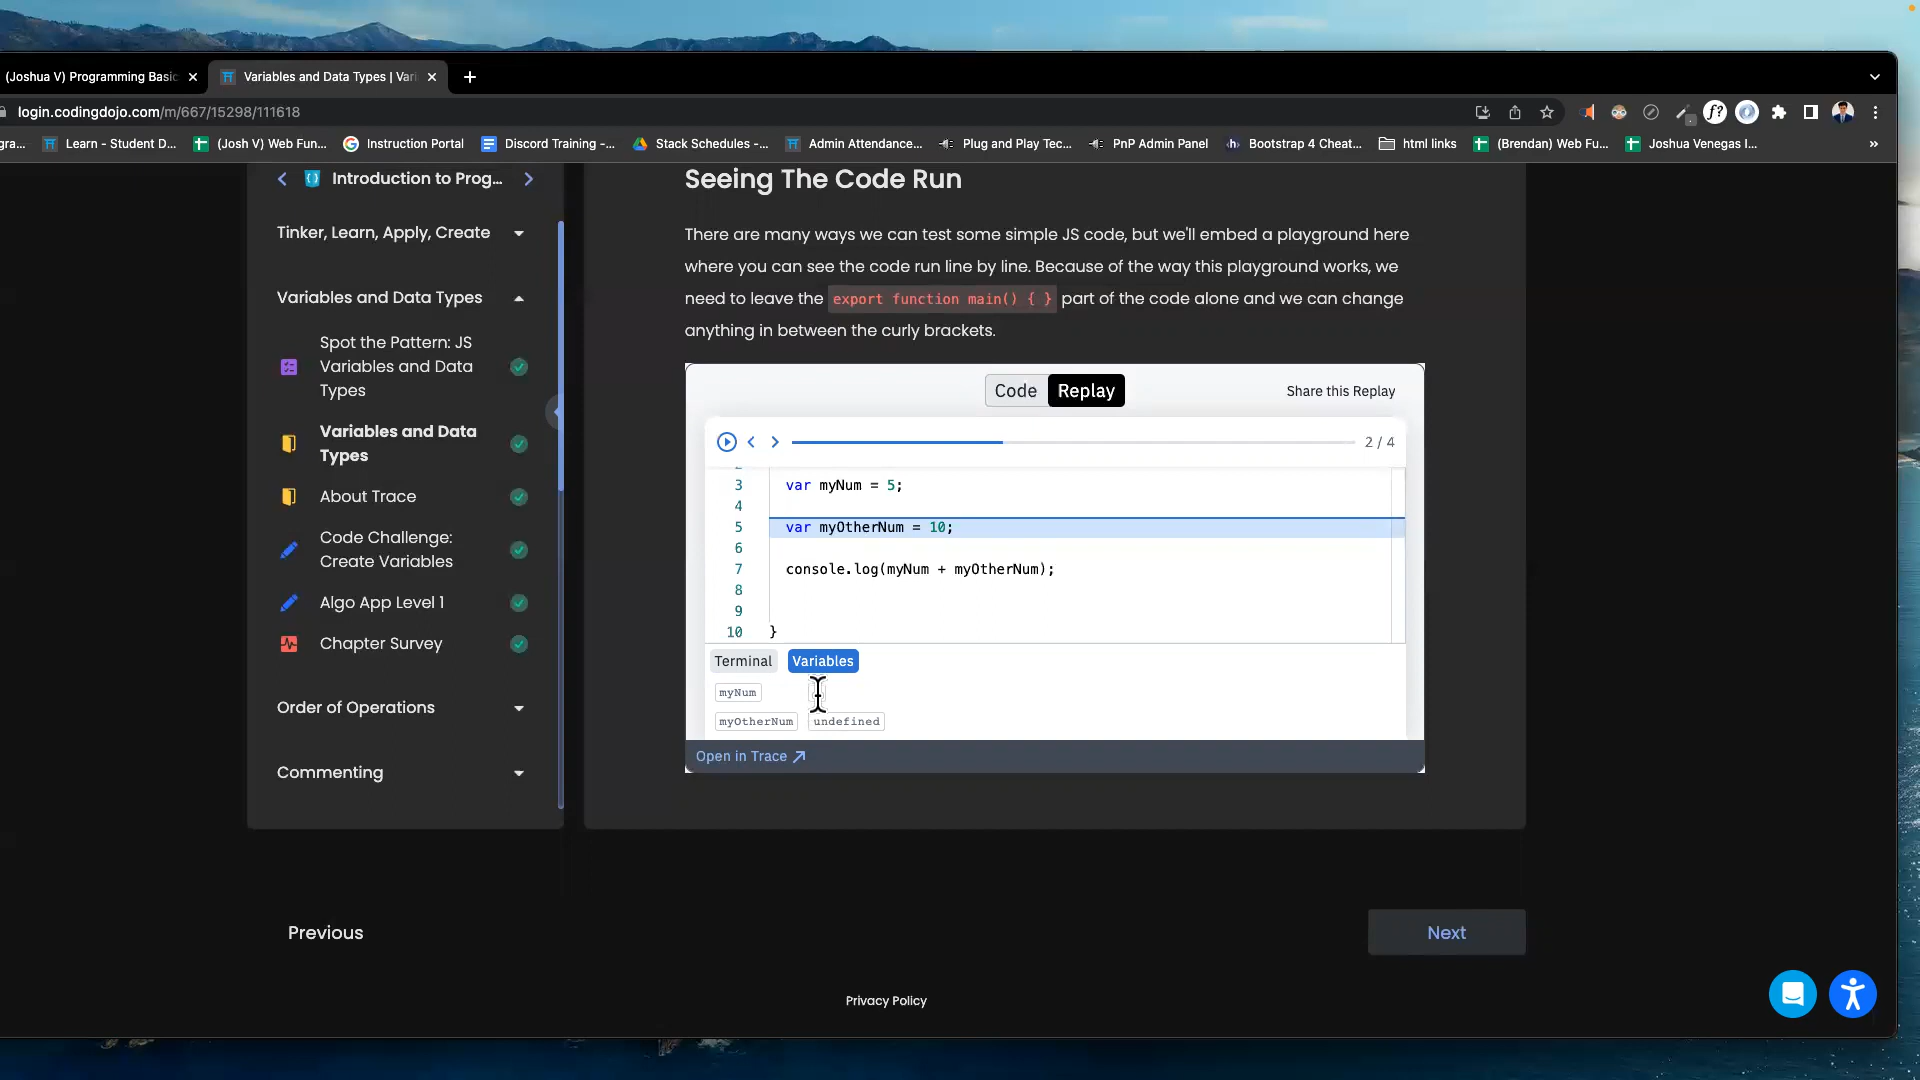 (Joshua V) Programming Basic
Variables and Data Types | Var
login.codingdojo.com/m/667/15298/111618
gra...
Learn - Student D...
(Josh V) Web Fun...
Instruction Portal
Discord Training -...
Stack Schedules -...
Admin Attendance...
Plug and Play Tec...
PnP Admin Panel
Bootstrap 4 Cheat...
html links
(Brendan) Web Fu...
Joshua Venegas I...
»
Introduction to Prog...
Tinker, Learn, Apply, Create
Variables and Data Types
Spot the Pattern: JS
Variables and Data
Types
Variables and Data
Types
About Trace
Code Challenge:
Create Variables
Algo App Level 1
Chapter Survey
Order of Operations
Commenting
Seeing The Code Run
There are many ways we can test some simple JS code, but we'll embed a playground here
where you can see the code run line by line. Because of the way this playground works, we
need to leave the export function main() { } part of the code alone and we can change
anything in between the curly brackets.
Code
Replay
Share this Replay
2 / 4
3 var myNum = 5;
4
5 var myOtherNum = 10;
6
7 console.log(myNum + myOtherNum);
8
9
10 }
Terminal
Variables
myNum
myOtherNum undefined
Open in Trace
Previous
Next
Privacy Policy